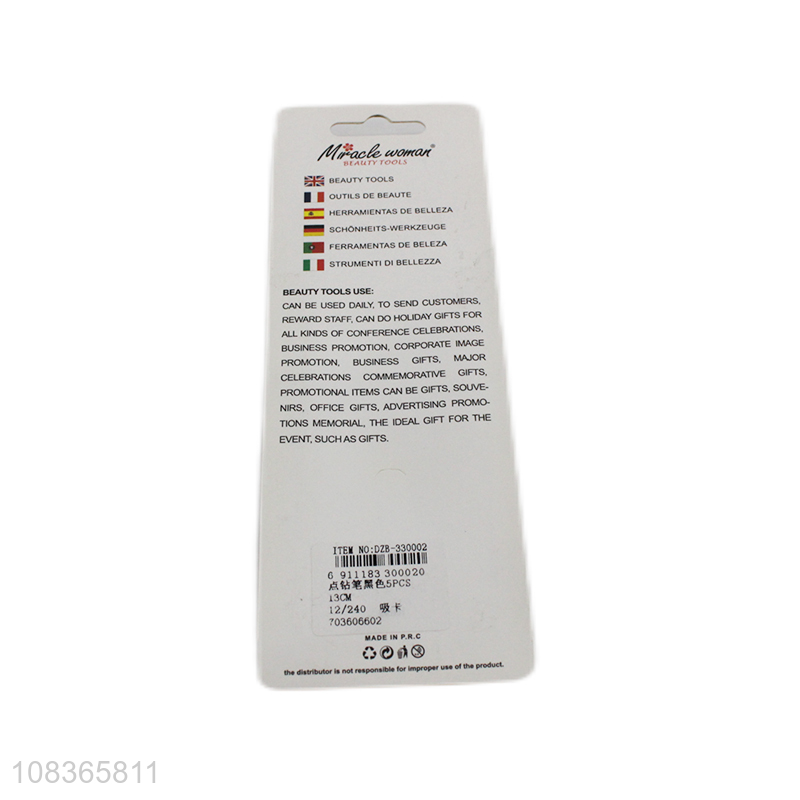 Miracle woman®
BEAUTY TOOLS
BEAUTY TOOLS
OUTILS DE BEAUTE
HERRAMIENTAS DE BELLEZA
SCHÖNHEITS-WERKZEUGE
FERRAMENTAS DE BELEZA
STRUMENTI DI BELLEZZA
BEAUTY TOOLS USE:
CAN BE USED DAILY, TO SEND CUSTOMERS,
REWARD STAFF, CAN DO HOLIDAY GIFTS FOR
ALL KINDS OF CONFERENCE CELEBRATIONS,
BUSINESS PROMOTION, CORPORATE IMAGE
PROMOTION, BUSINESS GIFTS, MAJOR
CELEBRATIONS COMMEMORATIVE GIFTS,
PROMOTIONAL ITEMS CAN BE GIFTS, SOUVE-
NIRS, OFFICE GIFTS, ADVERTISING PROMO-
TIONS MEMORIAL, THE IDEAL GIFT FOR THE
EVENT, SUCH AS GIFTS.
ITEM NO:DZB-330002
6 911183 300020
点钻笔黑色5PCS
13CM
12/240 吸卡
703606602
MADE IN P.R.C
the distributor is not responsible for improper use of the product.
108365811